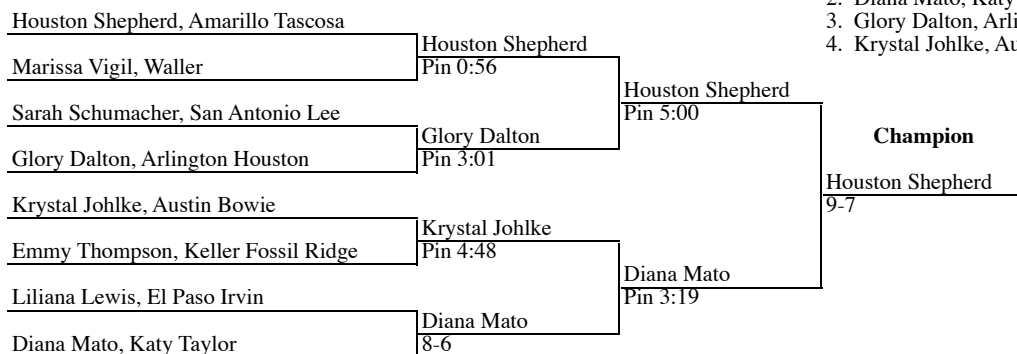 2. Diana Mato, Katy
Houston Shepherd, Amarillo Tascosa
3. Glory Dalton,
Houston Shepherd
4. Krystal Johlke,
Marissa Vigil, Waller
Pin 0:56
Houston Shepherd
Sarah Schumacher, San Antonio Lee
Pin 5:00
Glory Dalton
Champion
Glory Dalton, Arlington Houston
Pin 3:01
Houston Shepherd
Krystal Johlke, Austin Bowie
9-7
Krystal Johlke
Emmy Thompson, Keller Fossil Ridge
Pin 4:48
Diana Mato
Liliana Lewis, El Paso Irvin
Pin 3:19
Diana Mato
Diana Mato, Katy Taylor
8-6